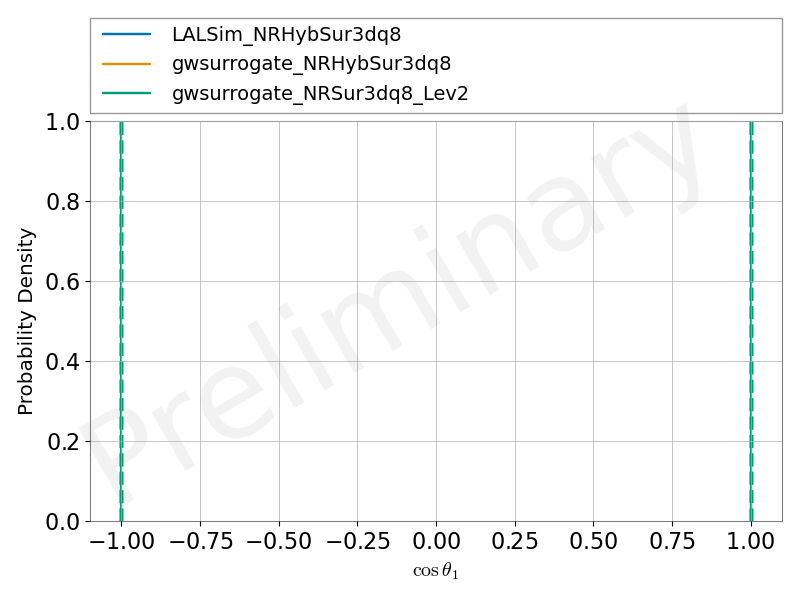 LALSim_NRHybSur3dq8
gwsurrogate_NRHybSur3dq8
gwsurrogate_NRSur3dq8_Lev2
1.0
0.8
0.6
0.4
0.2
0.0
Probability Density
Preliminary
−1.00 −0.75 −0.50 −0.25 0.00 0.25 0.50 0.75 1.00
cos θ₁